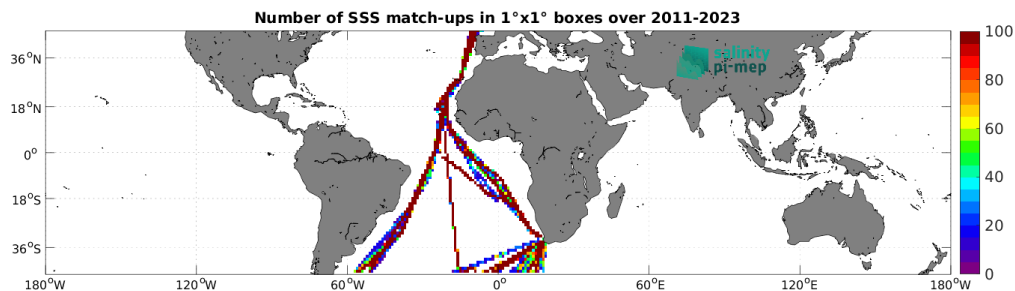 Number of SSS match-ups in 1°x1° boxes over 2011-2023
salinity
pi-mep
36°N
18°N
0°
18°S
36°S
180°W
120°W
60°W
0°
60°E
120°E
180°W
100
80
60
40
20
0